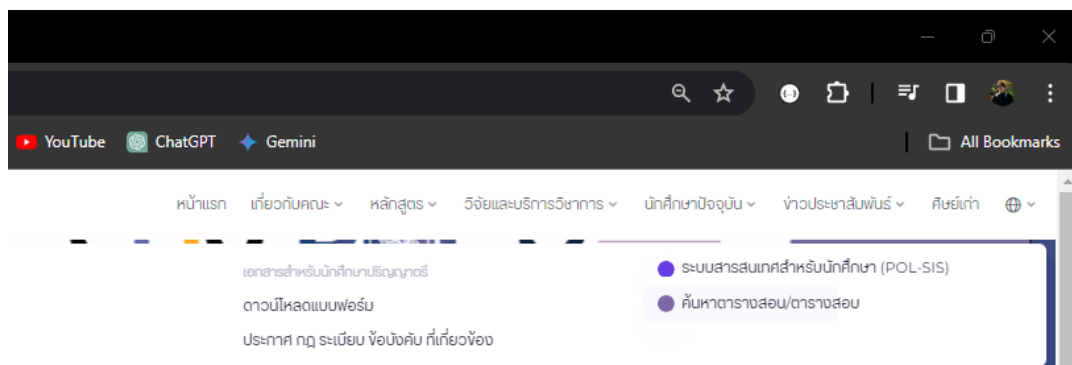 YouTube ChatGPT Gemini All Bookmarks
หน้าแรก เกี่ยวกับคณะ หลักสูตร วิจัยและบริการวิชาการ นักศึกษาปัจจุบัน ข่าวประชาสัมพันธ์ ศิษย์เก่า
เอกสารสำหรับนักศึกษาปริญญาตรี ระบบสารสนเทศสำหรับนักศึกษา (POL-SIS)
ดาวน์โหลดแบบฟอร์ม ค้นหาตารางสอน/ตารางสอบ
ประกาศ กฎ ระเบียบ ข้อบังคับ ที่เกี่ยวข้อง